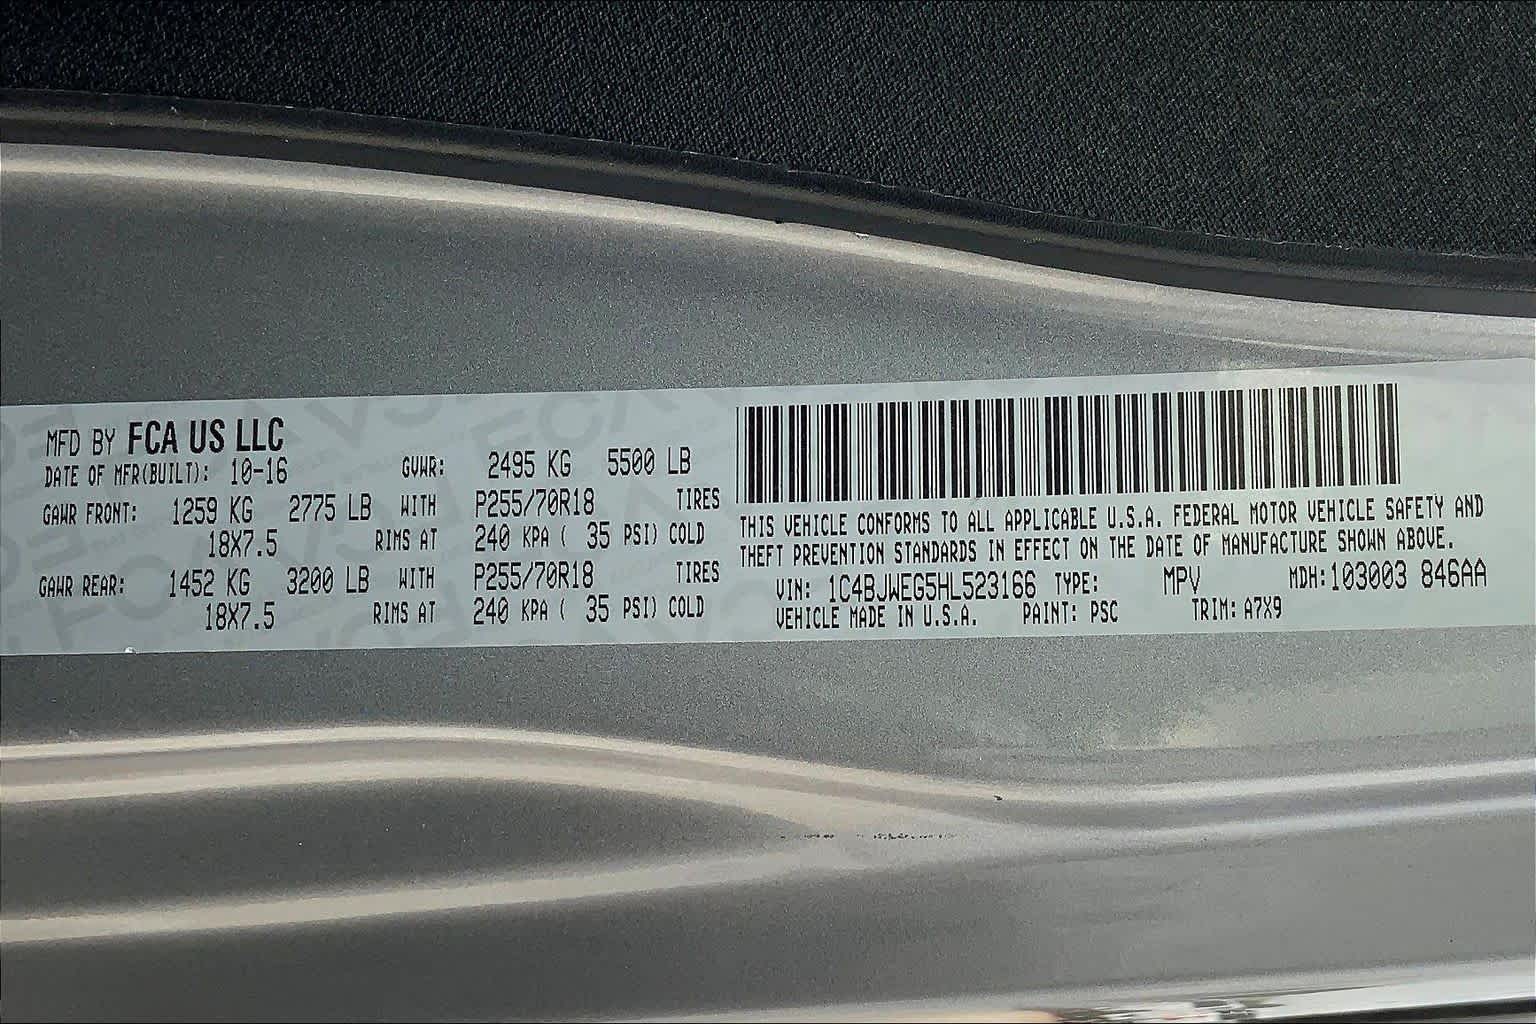 MFD BY FCA US LLC
DATE OF MFR(BUILT): 10-16 GVWR: 2495 KG 5500 LB
GAWR FRONT: 1259 KG 2775 LB WITH P255/70R18 TIRES
18X7.5 RIMS AT 240 KPA ( 35 PSI) COLD
GAWR REAR: 1452 KG 3200 LB WITH P255/70R18 TIRES
18X7.5 RIMS AT 240 KPA ( 35 PSI) COLD
THIS VEHICLE CONFORMS TO ALL APPLICABLE U.S.A. FEDERAL MOTOR VEHICLE SAFETY AND
THEFT PREVENTION STANDARDS IN EFFECT ON THE DATE OF MANUFACTURE SHOWN ABOVE.
VIN: 1C4BJWEG5HL523166 TYPE: MPV MDH:103003 846AA
VEHICLE MADE IN U.S.A. PAINT: PSC TRIM: A7X9